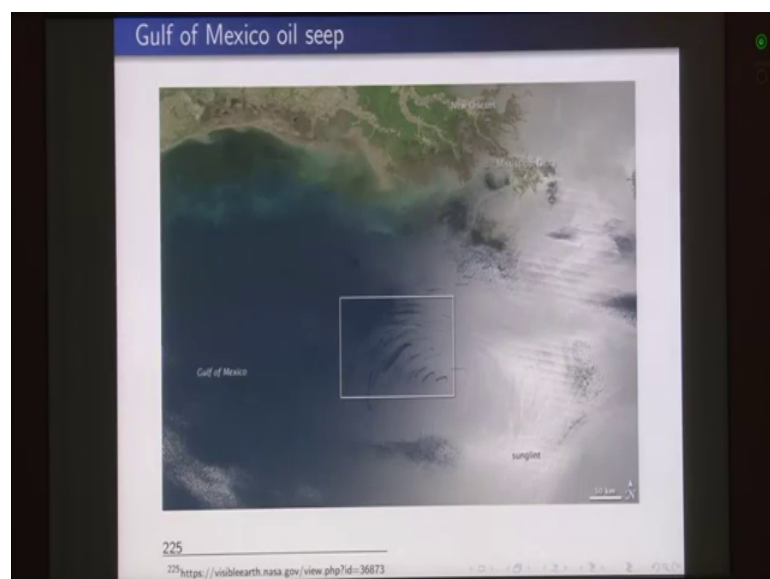 Gulf of Mexico oil seep
New Orleans
Gulf of Mexico
sunglint
50 km
N
225
225https://visibleearth.nasa.gov/view.php?id=36873